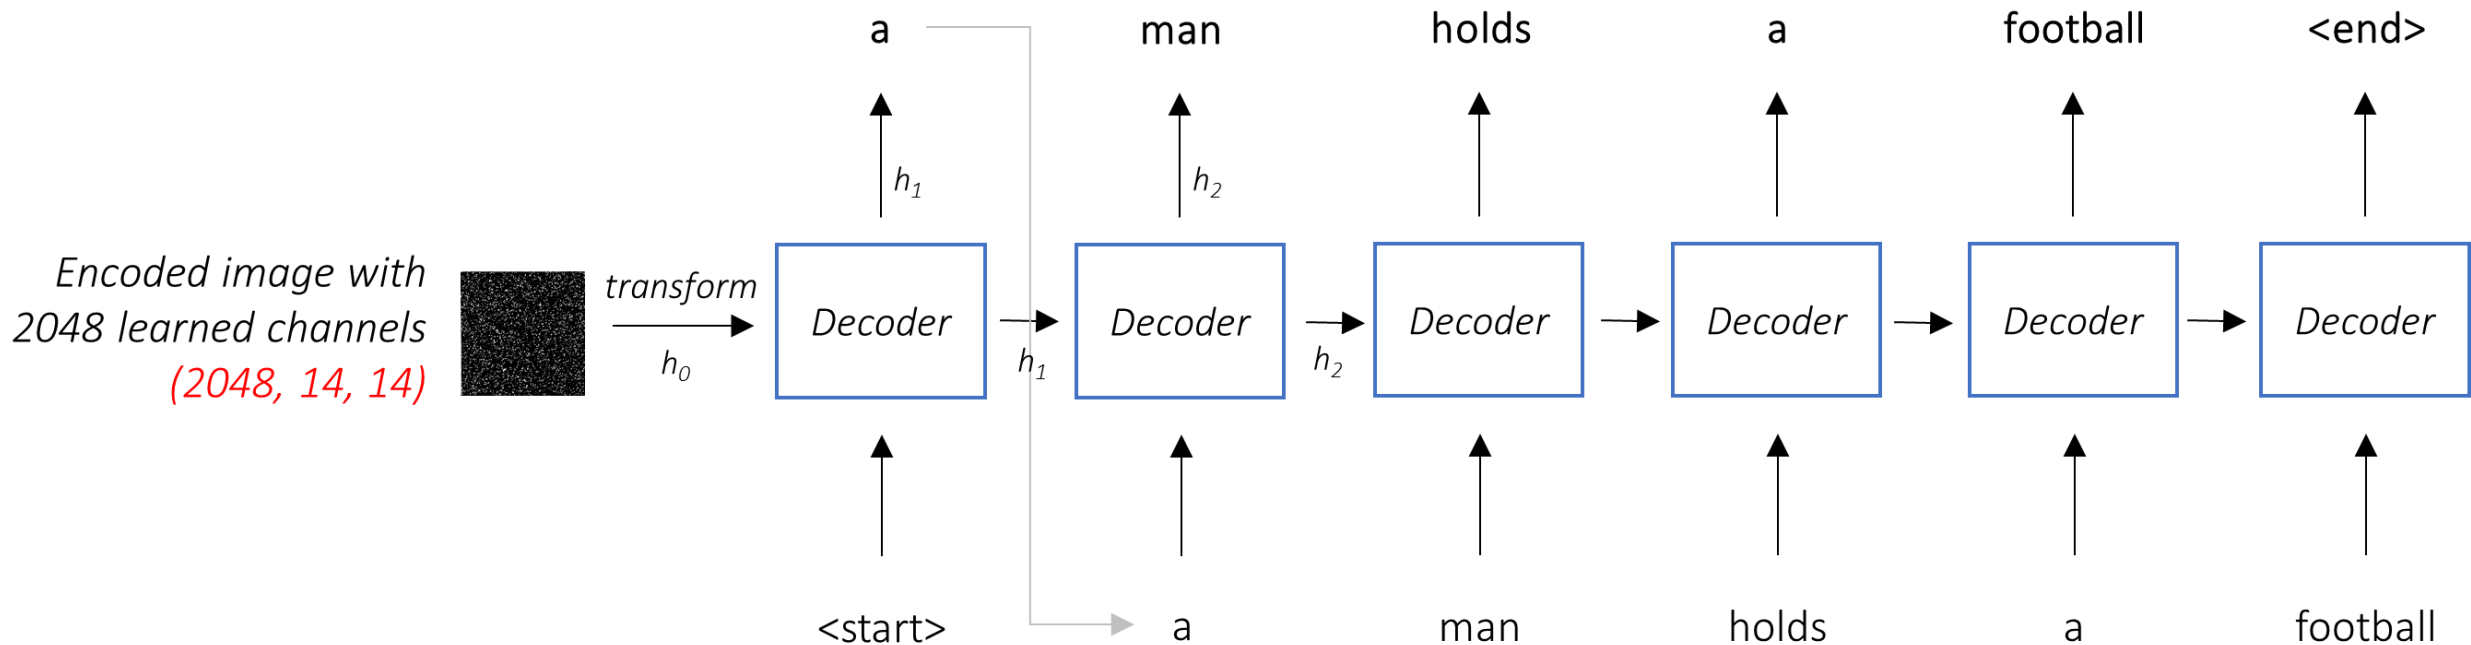 a man holds a football <end>
h1 h2
Encoded image with
2048 learned channels
(2048, 14, 14)
transform
h0
Decoder Decoder Decoder Decoder Decoder Decoder
h1 h2
<start> a man holds a football